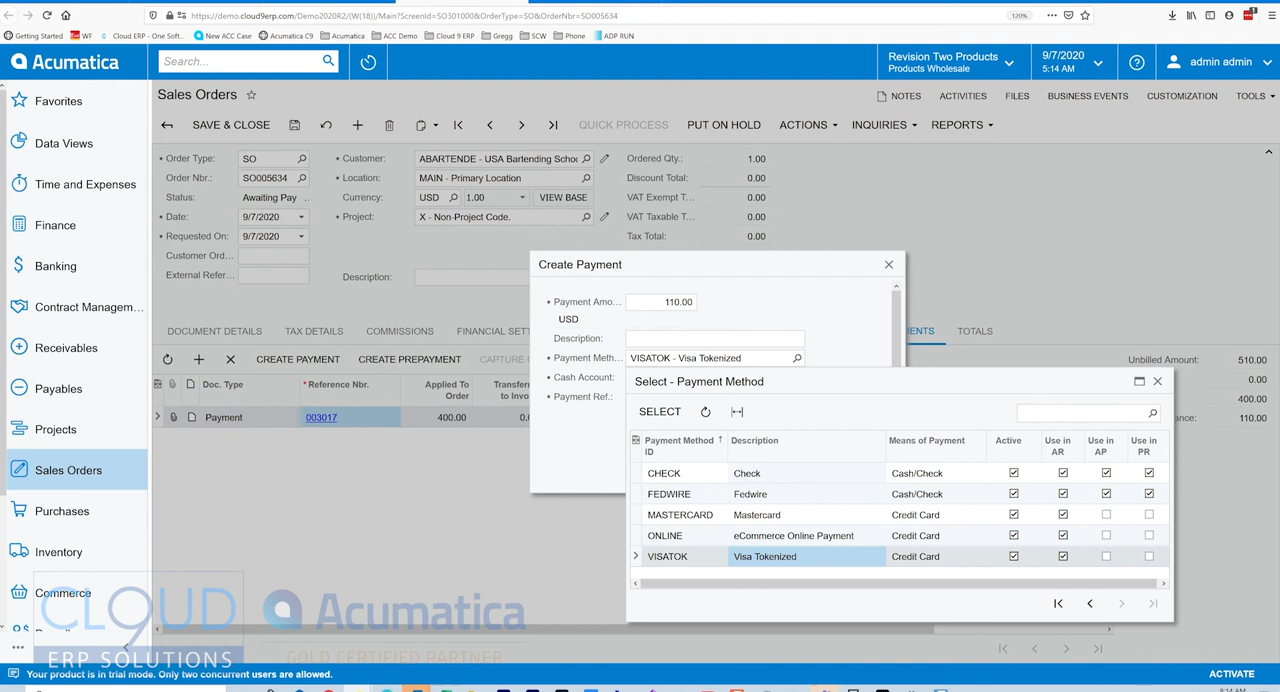 https://demo.cloud9erp.com/Demo2020R2/(W(18))/Main?ScreenId=SO301000&OrderType=SO&OrderNbr=SO005634
120%
Getting Started
WF
Cloud ERP - One Soft...
New ACC Case
Acumatica C9
Acumatica
ACC Demo
Cloud 9 ERP
Gregg
SCW
Phone
ADP RUN
Acumatica
Search...
Revision Two Products
Products Wholesale
9/7/2020
5:14 AM
admin admin
Favorites
Data Views
Time and Expenses
Finance
Banking
Contract Managem...
Receivables
Payables
Projects
Sales Orders
Purchases
Inventory
Commerce
Sales Orders
NOTES
ACTIVITIES
FILES
BUSINESS EVENTS
CUSTOMIZATION
TOOLS
SAVE & CLOSE
QUICK PROCESS
PUT ON HOLD
ACTIONS
INQUIRIES
REPORTS
Order Type: SO
Order Nbr.: SO005634
Status: Awaiting Pay ..
Date: 9/7/2020
Requested On: 9/7/2020
Customer Ord...
External Refer...
Customer: ABARTENDE - USA Bartending Schoo
Location: MAIN - Primary Location
Currency: USD 1.00 VIEW BASE
Project: X - Non-Project Code.
Description:
Ordered Qty.: 1.00
Discount Total: 0.00
VAT Exempt T... 0.00
VAT Taxable T... 0.00
Tax Total: 0.00
DOCUMENT DETAILS
TAX DETAILS
COMMISSIONS
FINANCIAL SETT
ENTS
TOTALS
CREATE PAYMENT
CREATE PREPAYMENT
CAPTURE
Unbilled Amount: 510.00
0.00
400.00
ance: 110.00
Doc. Type
Reference Nbr.
Applied To
Order
Transferr
to Invo
Payment 003017 400.00 0.0
Create Payment
Payment Amo... 110.00
USD
Description:
Payment Meth... VISATOK - Visa Tokenized
Cash Account:
Payment Ref.:
Select - Payment Method
SELECT
Payment Method
ID
Description
Means of Payment
Active
Use in
AR
Use in
AP
Use in
PR
CHECK Check Cash/Check
FEDWIRE Fedwire Cash/Check
MASTERCARD Mastercard Credit Card
ONLINE eCommerce Online Payment Credit Card
VISATOK Visa Tokenized Credit Card
CLOUD 9
ERP SOLUTIONS
Acumatica
GOLD CERTIFIED PARTNER
Your product is in trial mode. Only two concurrent users are allowed.
ACTIVATE